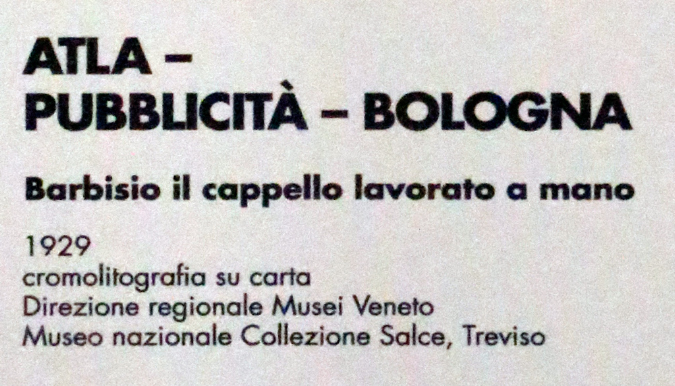 ATLA –
PUBBLICITÀ – BOLOGNA
Barbisio il cappello lavorato a mano
1929
cromolitografia su carta
Direzione regionale Musei Veneto
Museo nazionale Collezione Salce, Treviso